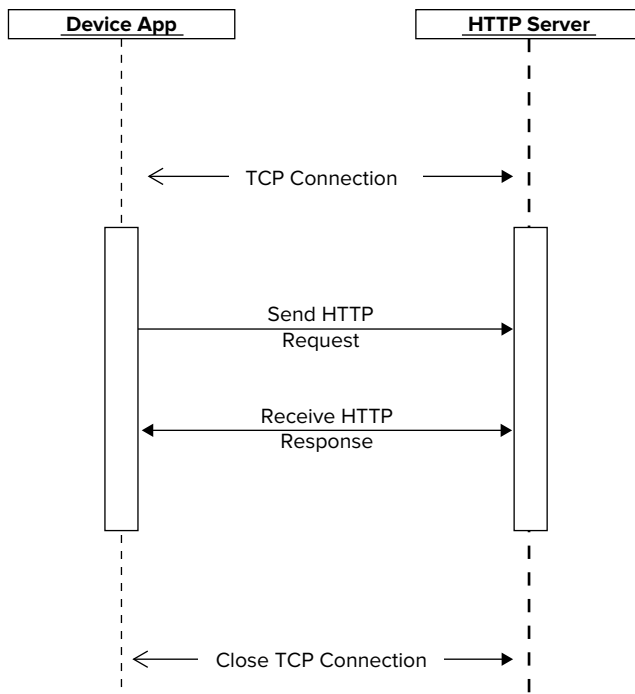 Device App
HTTP Server
TCP Connection
Send HTTP
Request
Receive HTTP
Response
Close TCP Connection